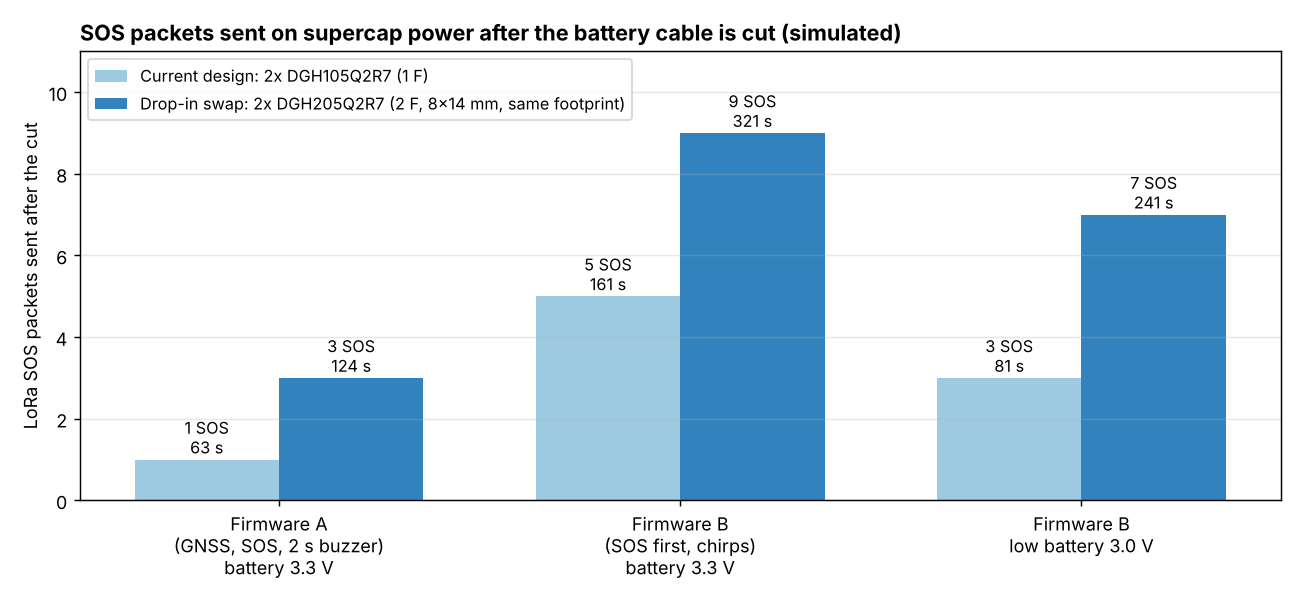 SOS packets sent on supercap power after the battery cable is cut (simulated)
Current design: 2x DGH105Q2R7 (1 F)
Drop-in swap: 2x DGH205Q2R7 (2 F, 8×14 mm, same footprint)
LoRa SOS packets sent after the cut
10
8
6
4
2
0
1 SOS
63 s
3 SOS
124 s
5 SOS
161 s
9 SOS
321 s
3 SOS
81 s
7 SOS
241 s
Firmware A
(GNSS, SOS, 2 s buzzer)
battery 3.3 V
Firmware B
(SOS first, chirps)
battery 3.3 V
Firmware B
low battery 3.0 V